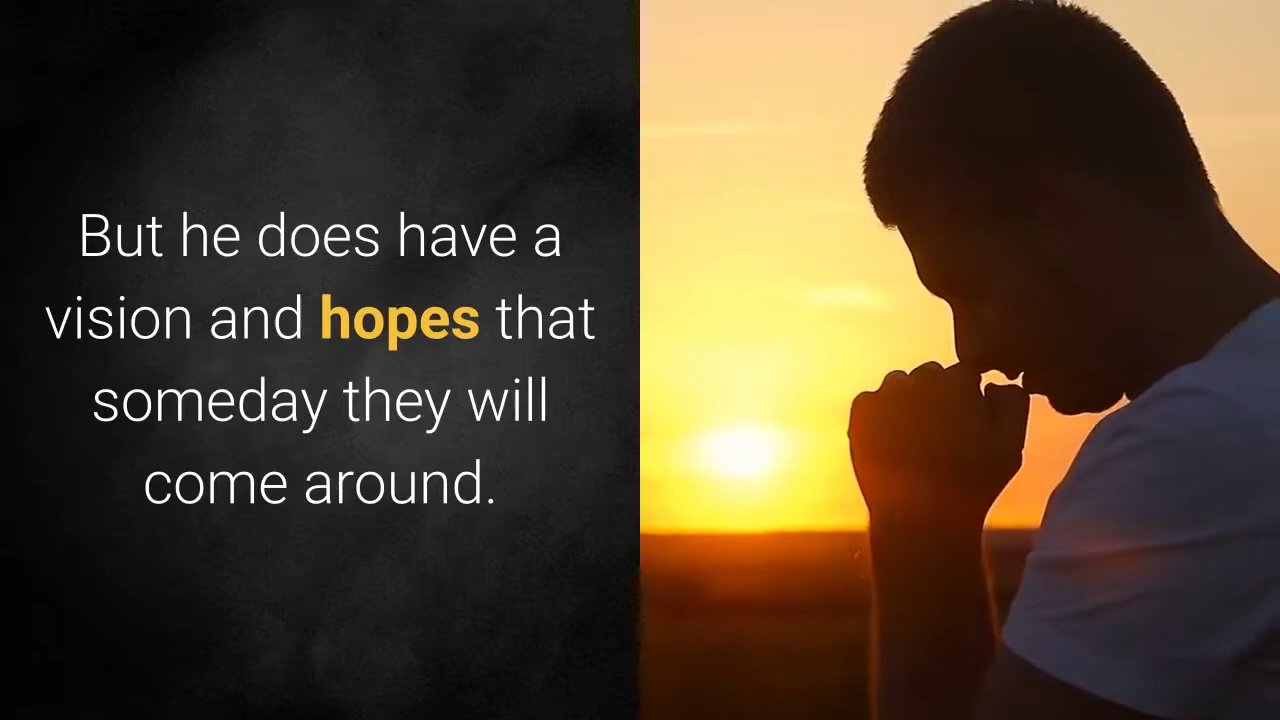 But he does have a
vision and hopes that
someday they will
come around.